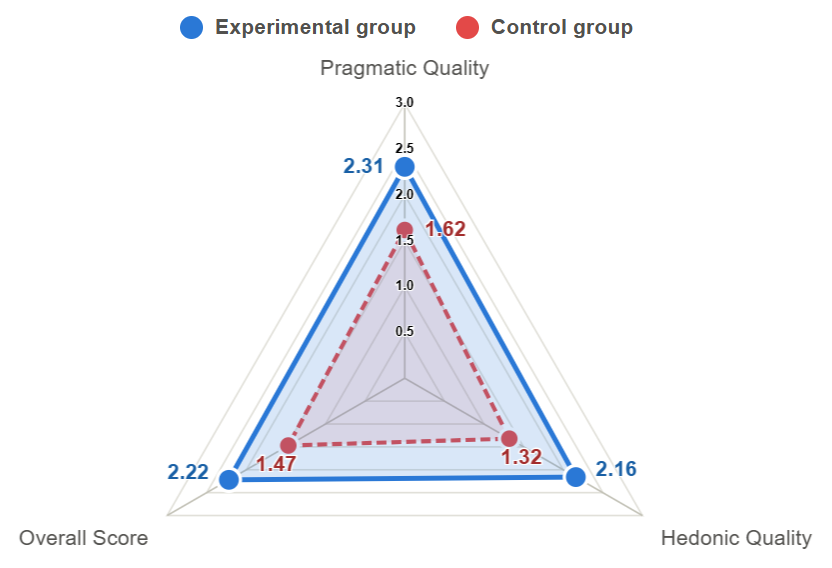 Experimental group
Control group
Pragmatic Quality
3.0
2.5
2.31
2.0
1.62
1.5
1.0
0.5
2.22
1.47
1.32
2.16
Overall Score
Hedonic Quality